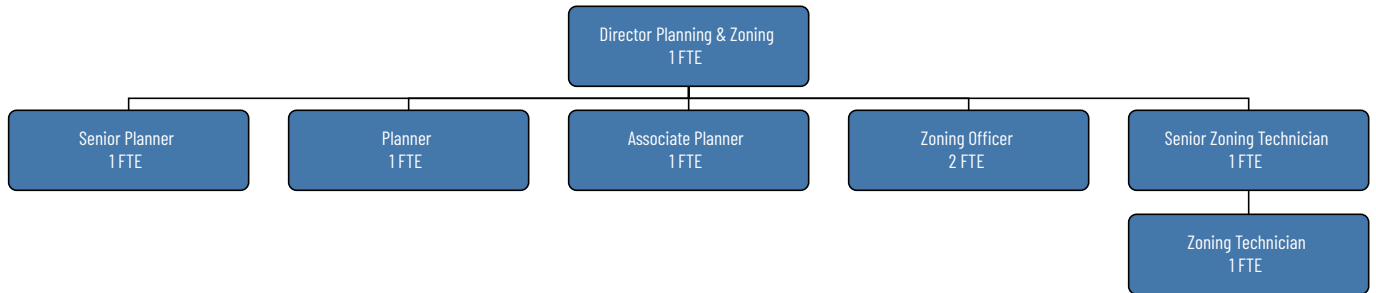 Director Planning & Zoning
1 FTE
Senior Planner
1 FTE
Planner
1 FTE
Associate Planner
1 FTE
Zoning Officer
2 FTE
Senior Zoning Technician
1 FTE
Zoning Technician
1 FTE